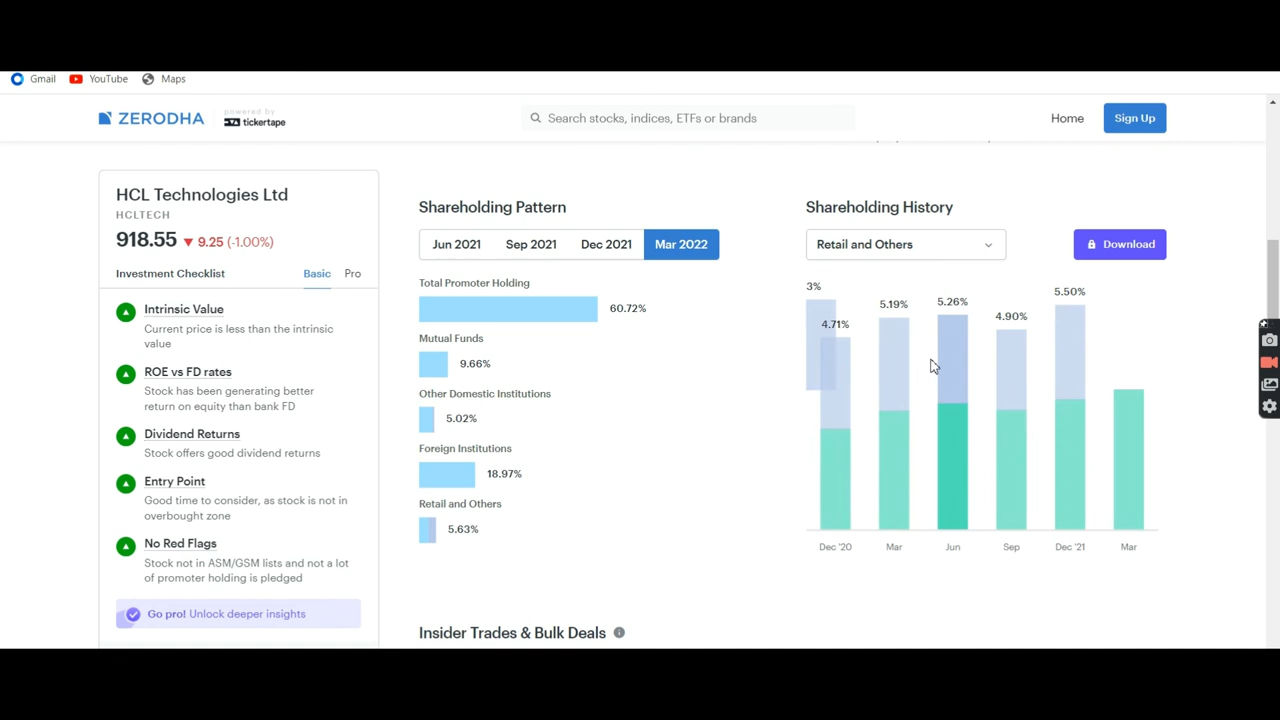 Gmail YouTube Maps
ZERODHA powered by tickertape
Search stocks, indices, ETFs or brands
Home Sign Up
HCL Technologies Ltd
HCLTECH
918.55 9.25 (-1.00%)
Investment Checklist Basic Pro
Intrinsic Value
Current price is less than the intrinsic
value
ROE vs FD rates
Stock has been generating better
return on equity than bank FD
Dividend Returns
Stock offers good dividend returns
Entry Point
Good time to consider, as stock is not in
overbought zone
No Red Flags
Stock not in ASM/GSM lists and not a lot
of promoter holding is pledged
Go pro! Unlock deeper insights
Shareholding Pattern
Jun 2021 Sep 2021 Dec 2021 Mar 2022
Total Promoter Holding
60.72%
Mutual Funds
9.66%
Other Domestic Institutions
5.02%
Foreign Institutions
18.97%
Retail and Others
5.63%
Shareholding History
Retail and Others Download
3% 4.71% 5.19% 5.26% 4.90% 5.50%
Dec '20 Mar Jun Sep Dec '21 Mar
Insider Trades & Bulk Deals